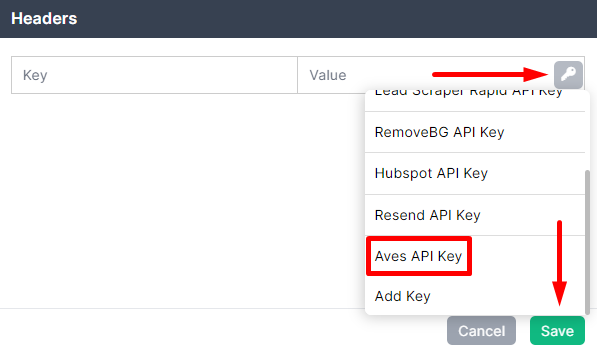 Headers
Key
Value
Lead Scraper Rapid API Key
RemoveBG API Key
Hubspot API Key
Resend API Key
Aves API Key
Add Key
Cancel
Save